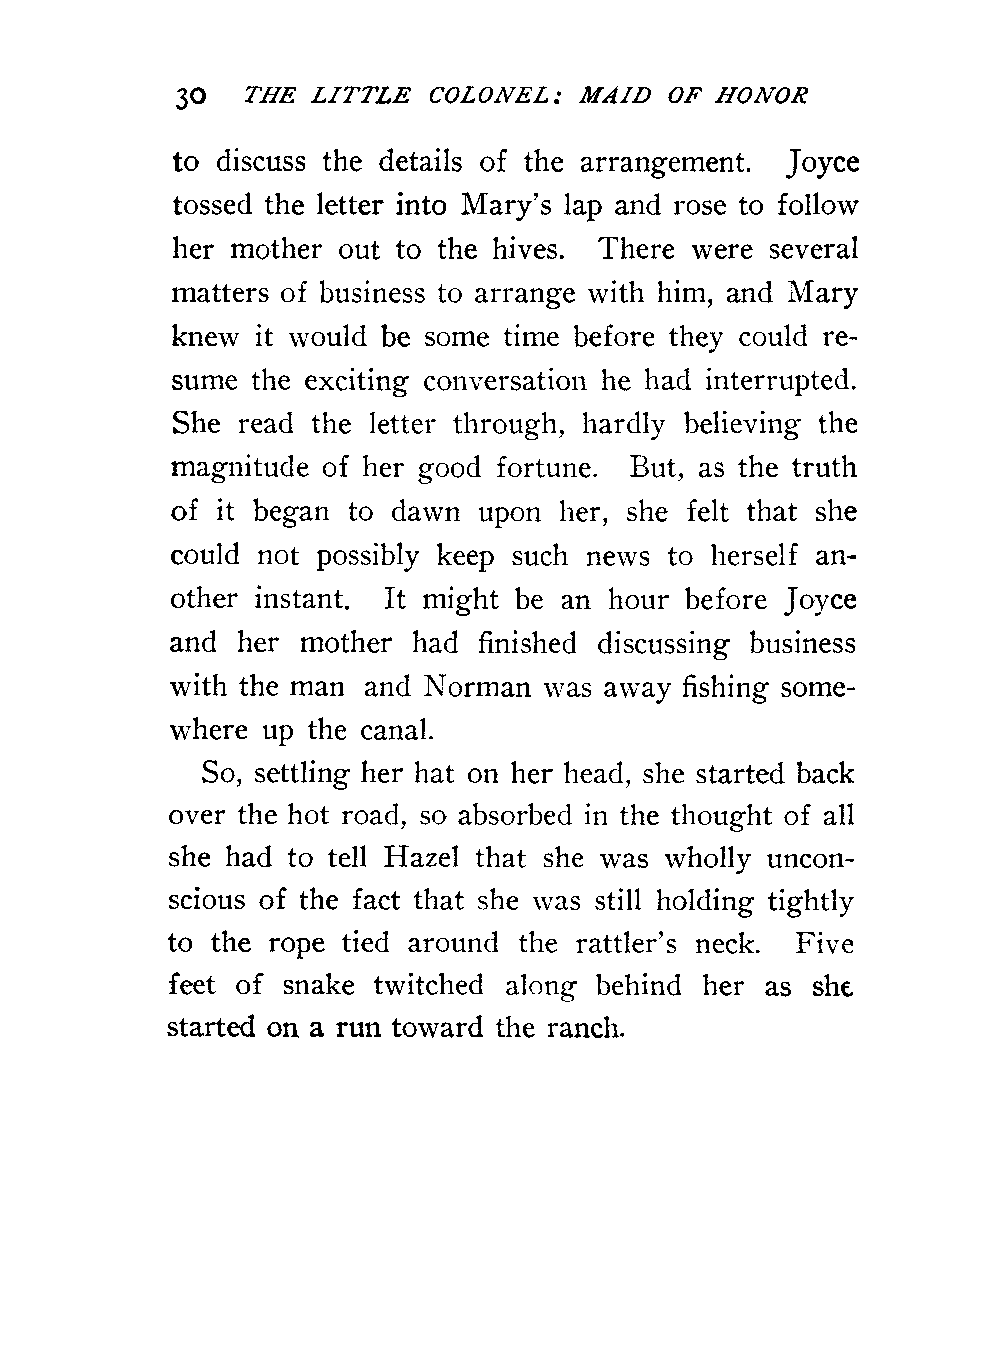 30 THE LITTLE COLONEL: MAID OF HONOR
to discuss the details of the arrangement. Joyce
tossed the letter into Mary's lap and rose to follow
her mother out to the hives. There were several
matters of business to arrange with him, and Mary
knew it would be some time before they could re-
sume the exciting conversation he had interrupted.
She read the letter through, hardly believing the
magnitude of her good fortune. But, as the truth
of it began to dawn upon her, she felt that she
could not possibly keep such news to herself an-
other instant. It might be an hour before Joyce
and her mother had finished discussing business
with the man and Norman was away fishing some-
where up the canal.
So, settling her hat on her head, she started back
over the hot road, so absorbed in the thought of all
she had to tell Hazel that she was wholly uncon-
scious of the fact that she was still holding tightly
to the rope tied around the rattler's neck. Five
feet of snake twitched along behind her as she
started on a run toward the ranch.